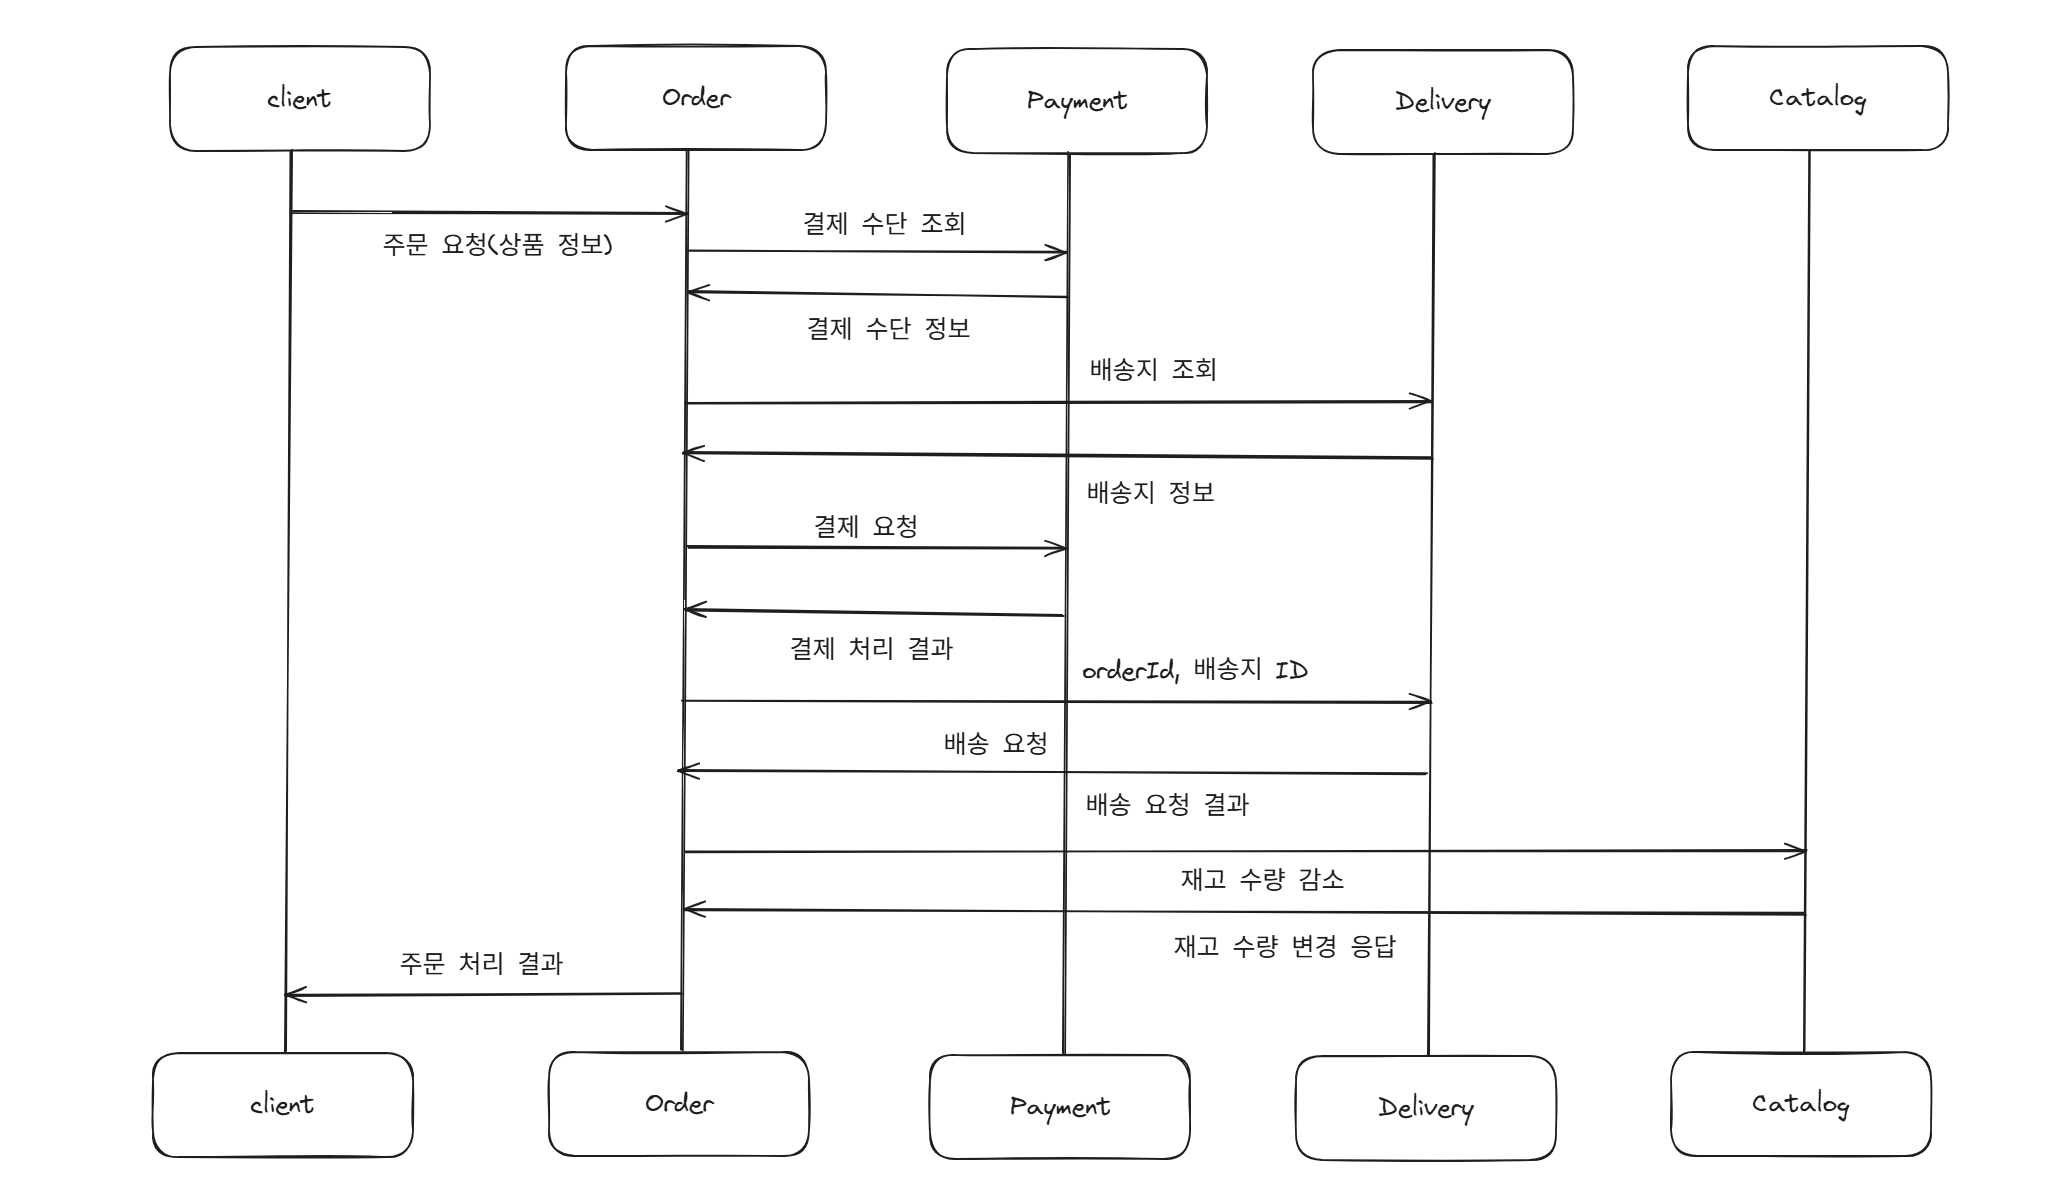 client
Order
Payment
Delivery
Catalog
주문 요청(상품 정보)
결제 수단 조회
결제 수단 정보
배송지 조회
배송지 정보
결제 요청
결제 처리 결과
orderId, 배송지 ID
배송 요청
배송 요청 결과
재고 수량 감소
재고 수량 변경 응답
주문 처리 결과
client
Order
Payment
Delivery
Catalog